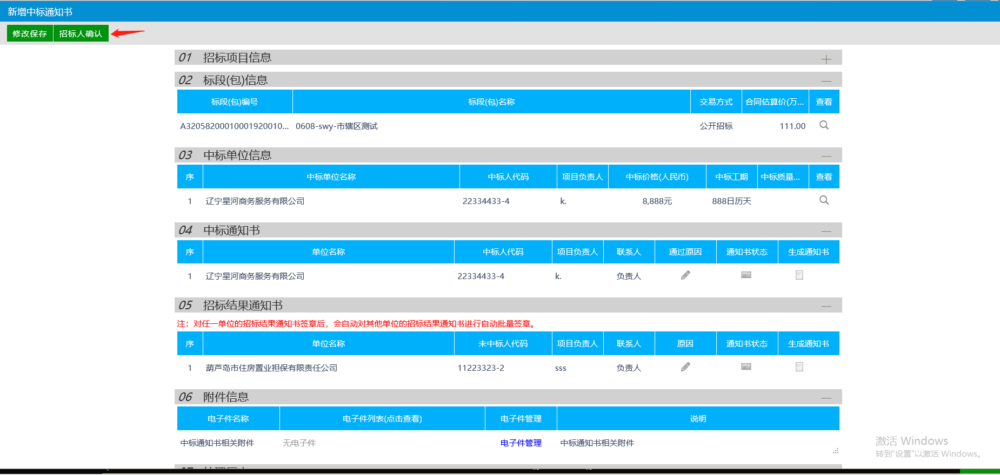 新增中标通知书
修改保存 招标人确认
01 招标项目信息
02 标段(包)信息
标段(包)编号 标段(包)名称 交易方式 合同估算价(万... 查看
A32058200010001920010... 0608-swy-市辖区测试 公开招标 111.00
03 中标单位信息
序 中标单位名称 中标人代码 项目负责人 中标价格(人民币) 中标工期 中标质量... 查看
1 辽宁星河商务服务有限公司 22334433-4 k. 8,888元 888日历天
04 中标通知书
序 单位名称 中标人代码 项目负责人 联系人 通过原因 通知书状态 生成通知书
1 辽宁星河商务服务有限公司 22334433-4 k. 负责人
05 招标结果通知书
注：对任一单位的招标结果通知书签章后，会自动对其他单位的招标结果通知书进行自动批量签章。
序 单位名称 未中标人代码 项目负责人 联系人 原因 通知书状态 生成通知书
1 葫芦岛市住房置业担保有限责任公司 11223323-2 sss 负责人
06 附件信息
电子件名称 电子件列表(点击查看) 电子件管理 说明
中标通知书相关附件 无电子件 电子件管理 中标通知书相关附件
激活 Windows
转到"设置"以激活 Windows。